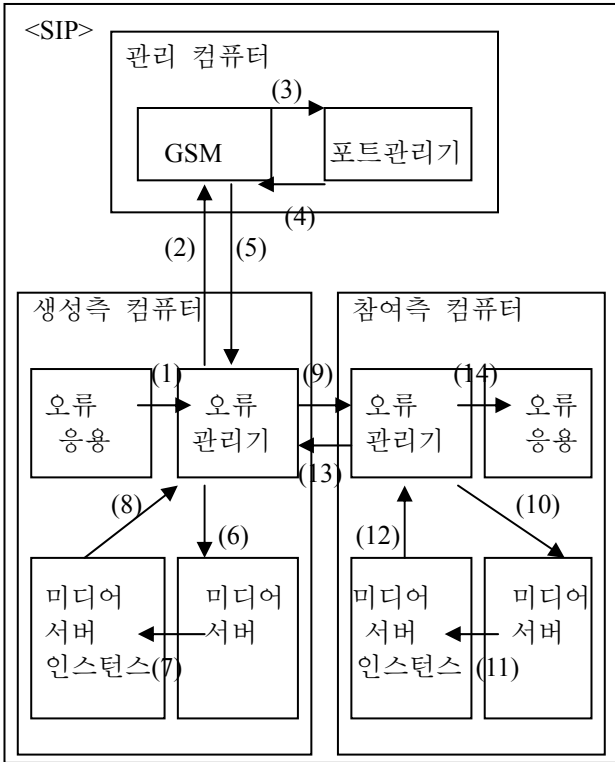 <SIP>
관리 컴퓨터
(3)
GSM
포트관리기
(4)
(2)
(5)
생성측 컴퓨터
참여측 컴퓨터
(1)
(9)
(14)
오류
응용
오류
관리기
오류
관리기
오류
응용
(13)
(8)
(6)
(12)
(10)
미디어
서버
인스턴스(7)
미디어
서버
미디어
서버
인스턴스
(11)
미디어
서버